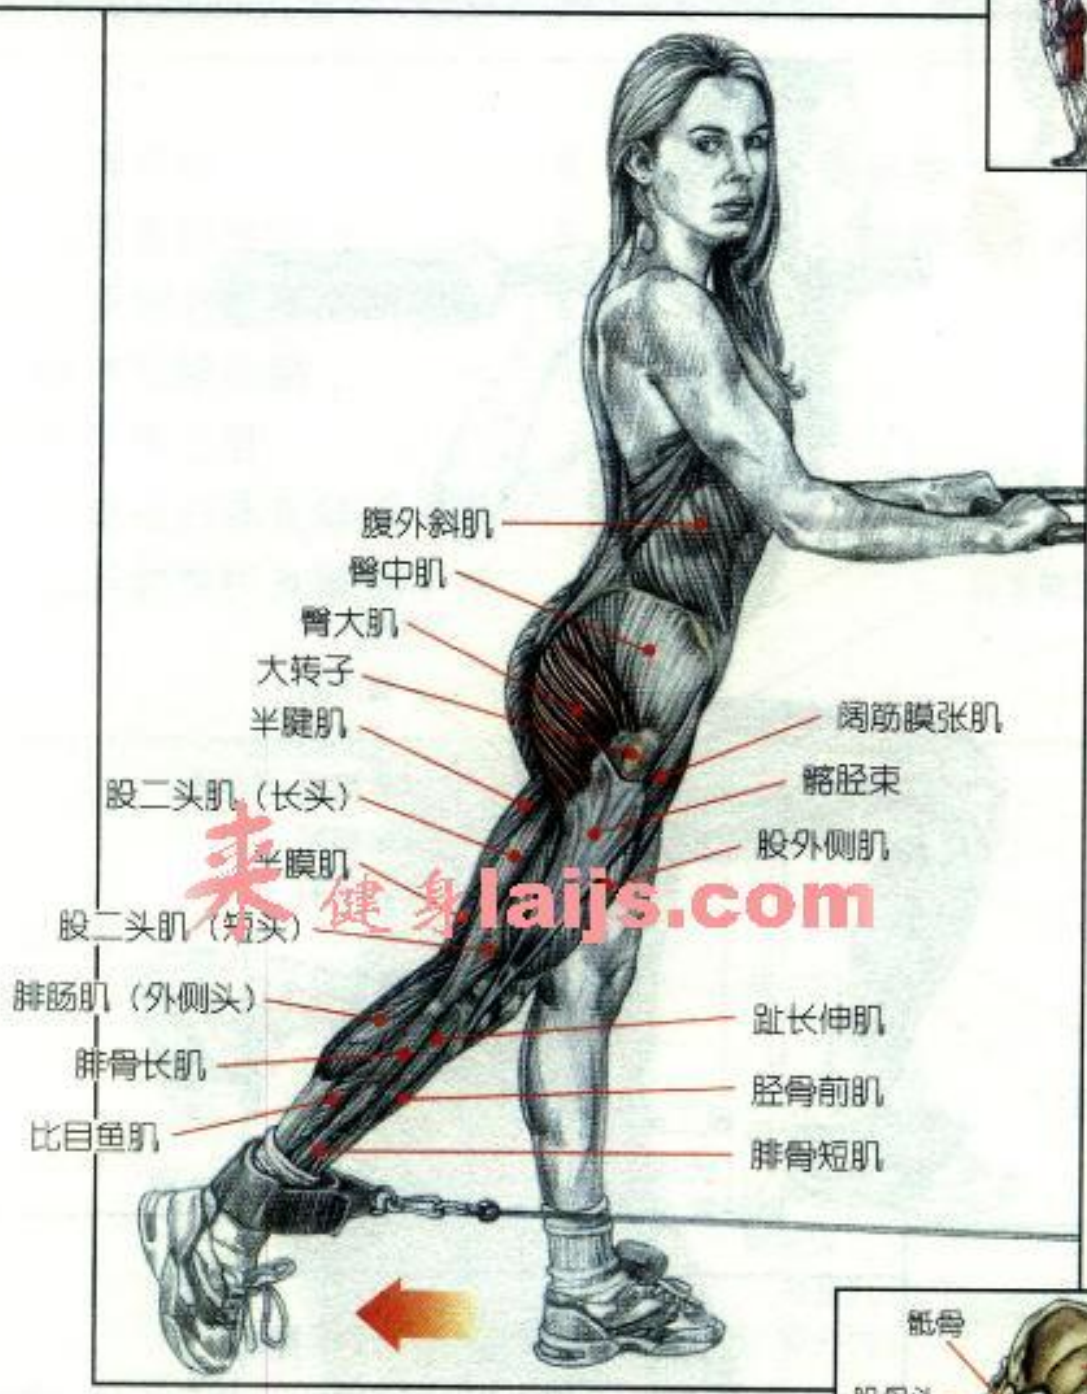 腹外斜肌
臀中肌
臀大肌
大转子
半腱肌
股二头肌（长头）
半膜肌
股二头肌（短头）
腓肠肌（外侧头）
腓骨长肌
比目鱼肌
阔筋膜张肌
髂胫束
股外侧肌
来健身laijs.com
趾长伸肌
胫骨前肌
腓骨短肌
骶骨